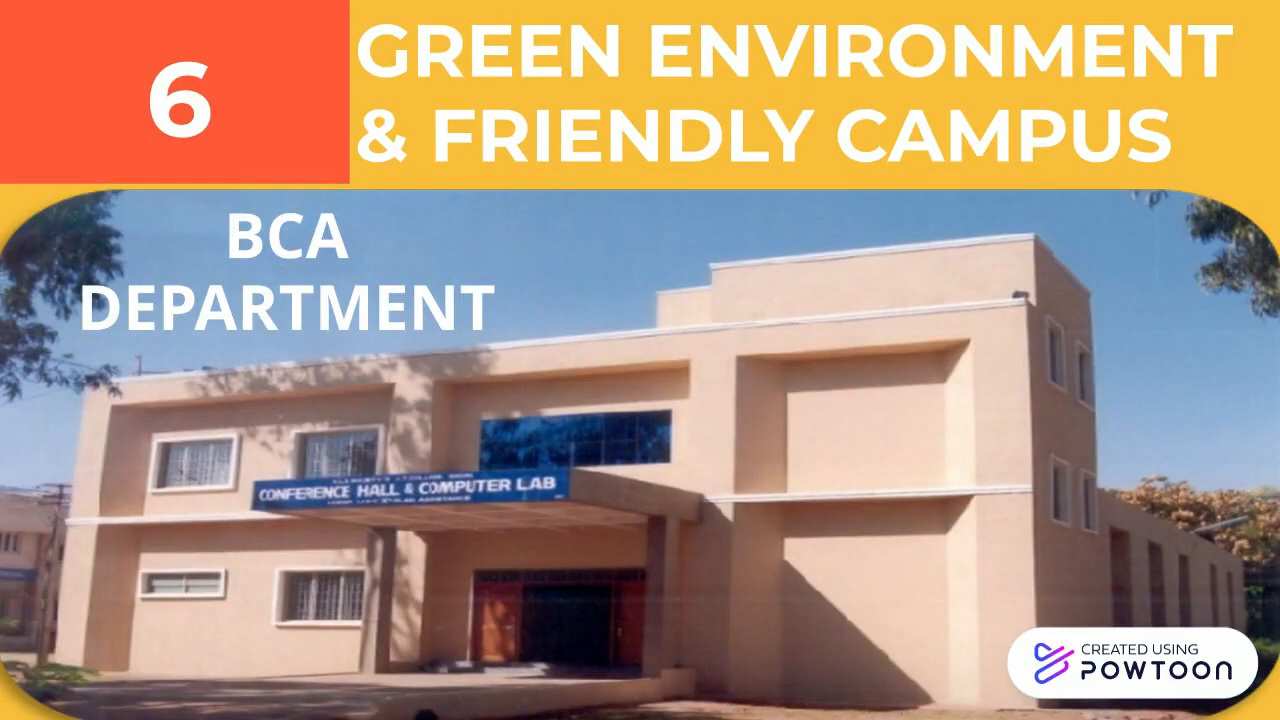 6
GREEN ENVIRONMENT
& FRIENDLY CAMPUS
BCA
DEPARTMENT
CONFERENCE HALL & COMPUTER LAB
CREATED USING
POWTOON